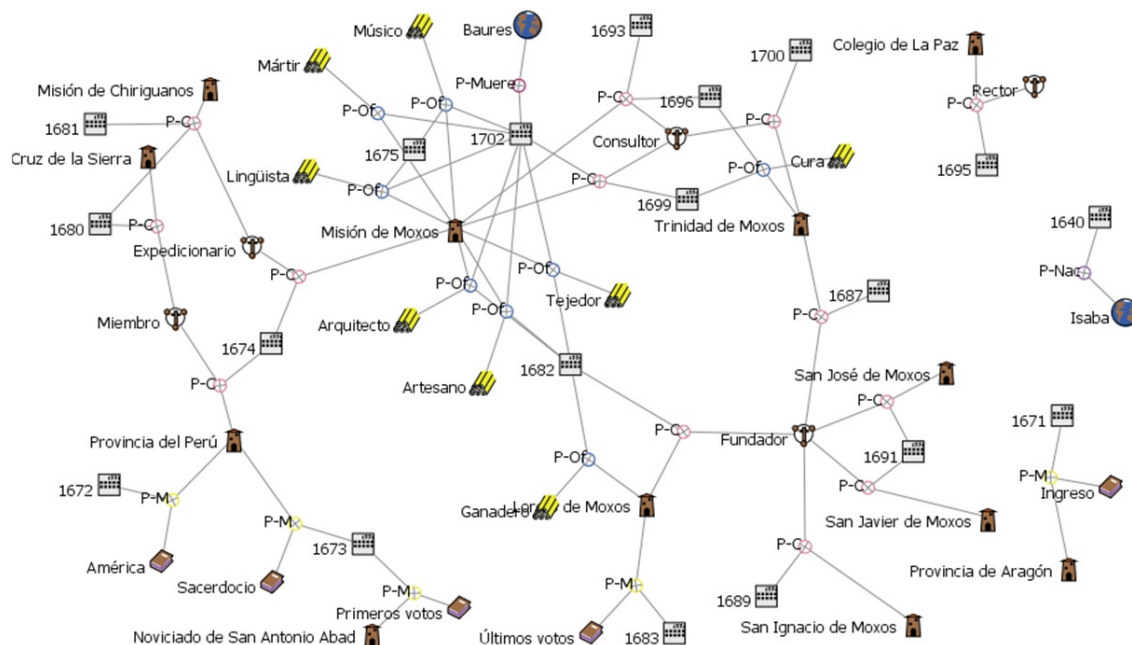 Músico
Baures
1693
1700
Colegio de La Paz
Mártir
P-Muere
Rector
Misión de Chiriguanos
P-Of
P-Of
P-C
1696
P-C
P-C
1681
P-C
1675
1702
Consultor
Cruz de la Sierra
Lingüista
P-Of
P-Of
Cura
1695
P-C
1699
1680
P-C
Misión de Moxos
Trinidad de Moxos
1640
Expedicionario
P-C
P-Of
P-Of
P-Nac
Tejedor
1687
Isaba
Miembro
Arquitecto
P-Of
P-C
1674
1682
P-C
Artesano
San José de Moxos
P-C
Provincia del Perú
P-C
Fundador
1671
P-Of
1691
1672
P-M
P-C
P-M
Ingreso
Ganadero
Loreto de Moxos
P-M
San Javier de Moxos
1673
P-C
América
Sacerdocio
Provincia de Aragón
P-M
P-M
Primeros votos
1689
Noviciado de San Antonio Abad
Últimos votos
1683
San Ignacio de Moxos